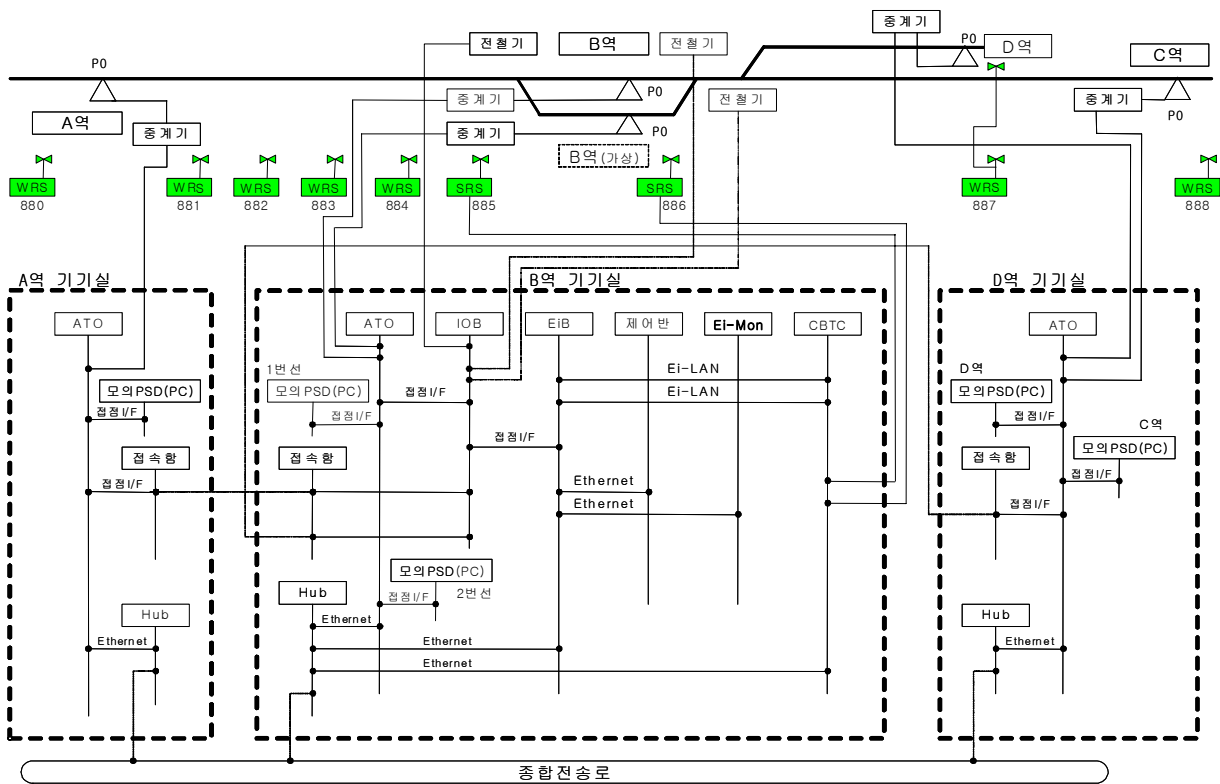 중계기
전철기
B역
전철기
PO
D역
C역
PO
중계기
PO
중계기
전철기
중계기
PO
A역
중계기
중계기
PO
B역(가상)
WRS
WRS
WRS
WRS
WRS
SRS
SRS
WRS
WRS
880
881
882
883
884
885
886
887
888
A역 기기실
B역 기기실
D역 기기실
ATO
ATO
IOB
EiB
제어반
Ei-Mon
CBTC
ATO
Ei-LAN
1번선
D역
모의PSD(PC)
모의PSD(PC)
Ei-LAN
모의PSD(PC)
접점I/F
접점I/F
접점I/F
접점I/F
C역
접속함
접속함
접점I/F
접속함
모의PSD(PC)
접점I/F
Ethernet
접점I/F
Ethernet
접점I/F
모의PSD(PC)
Hub
접점I/F
2번선
Hub
Hub
Ethernet
Ethernet
Ethernet
Ethernet
Ethernet
종합전송로